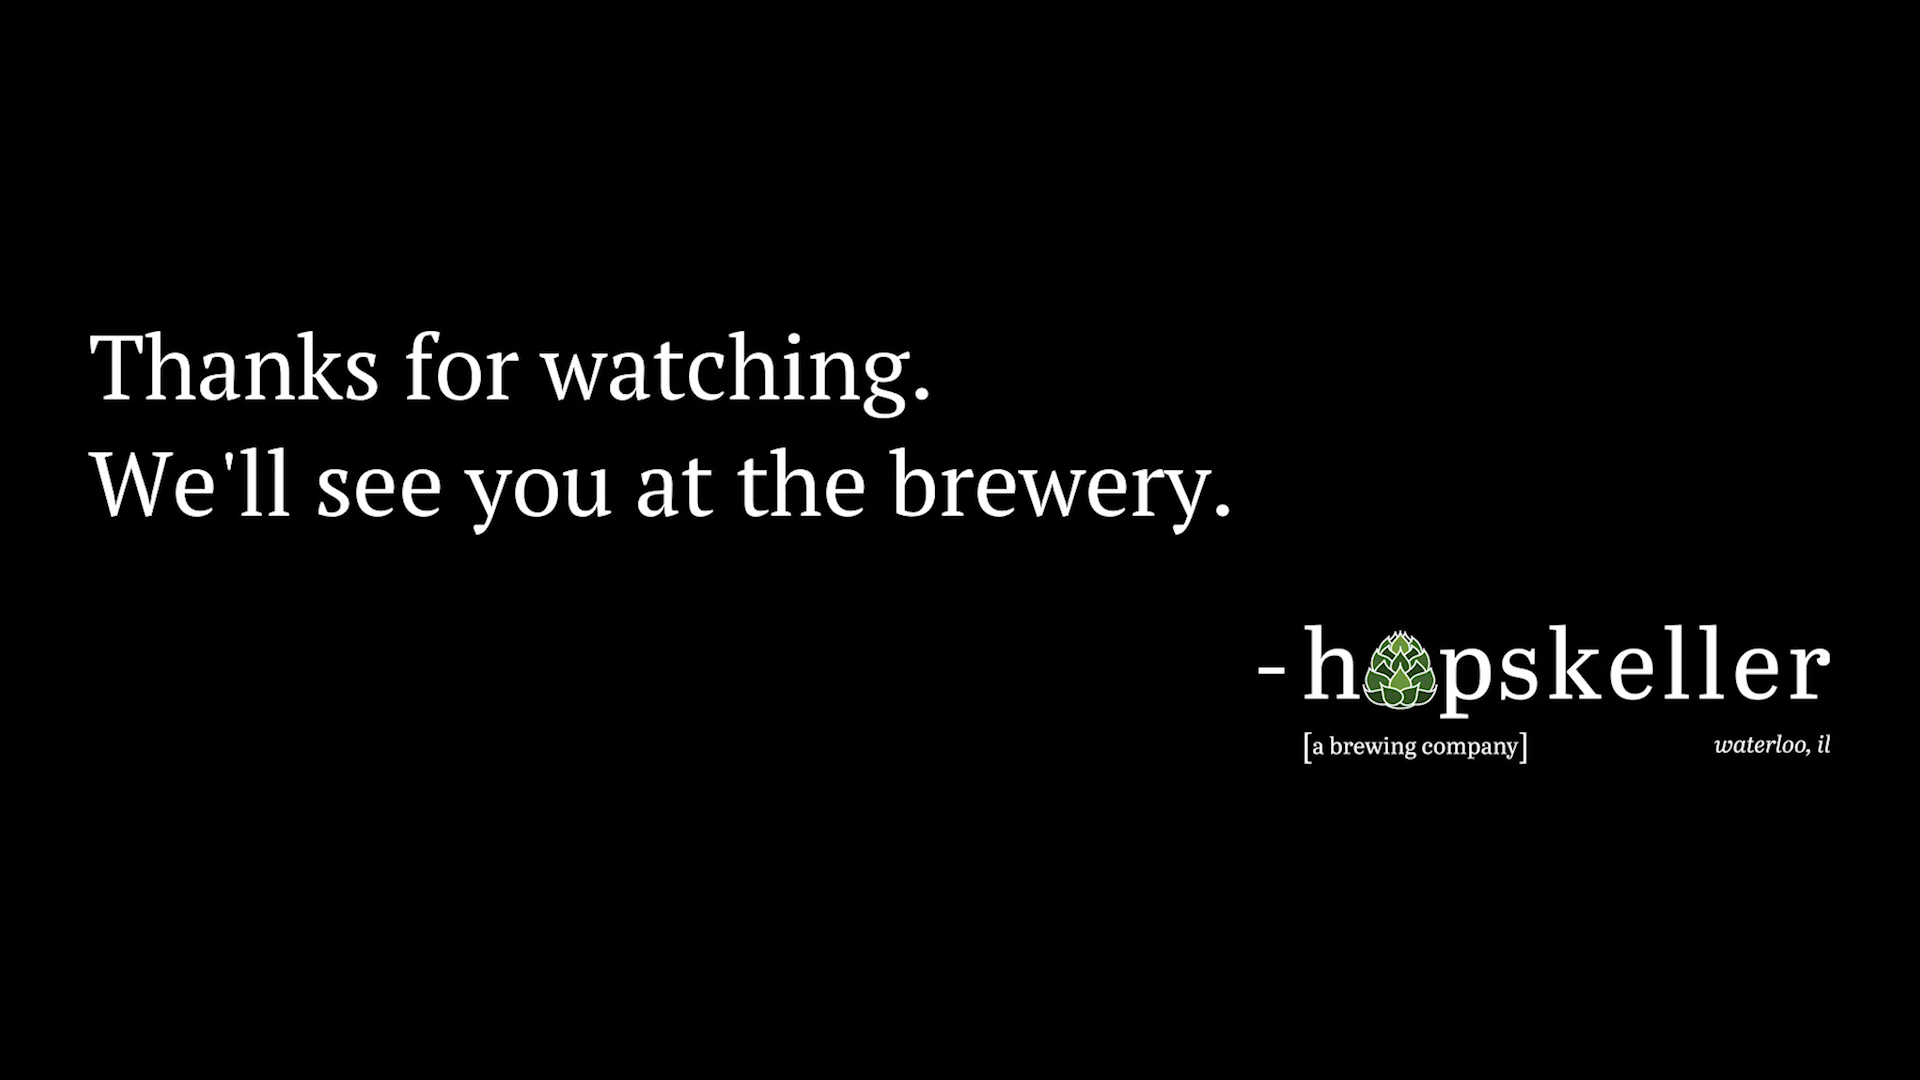 Thanks for watching.
We'll see you at the brewery.
- hopskeller
[a brewing company] waterloo, il